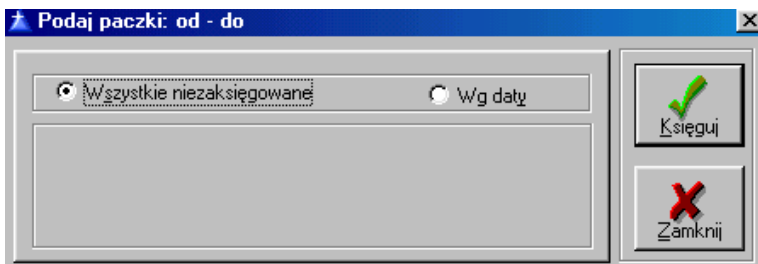 Podaj paczki: od - do
Wszystkie niezaksięgowane
Wg daty
Księguj
Zamknij